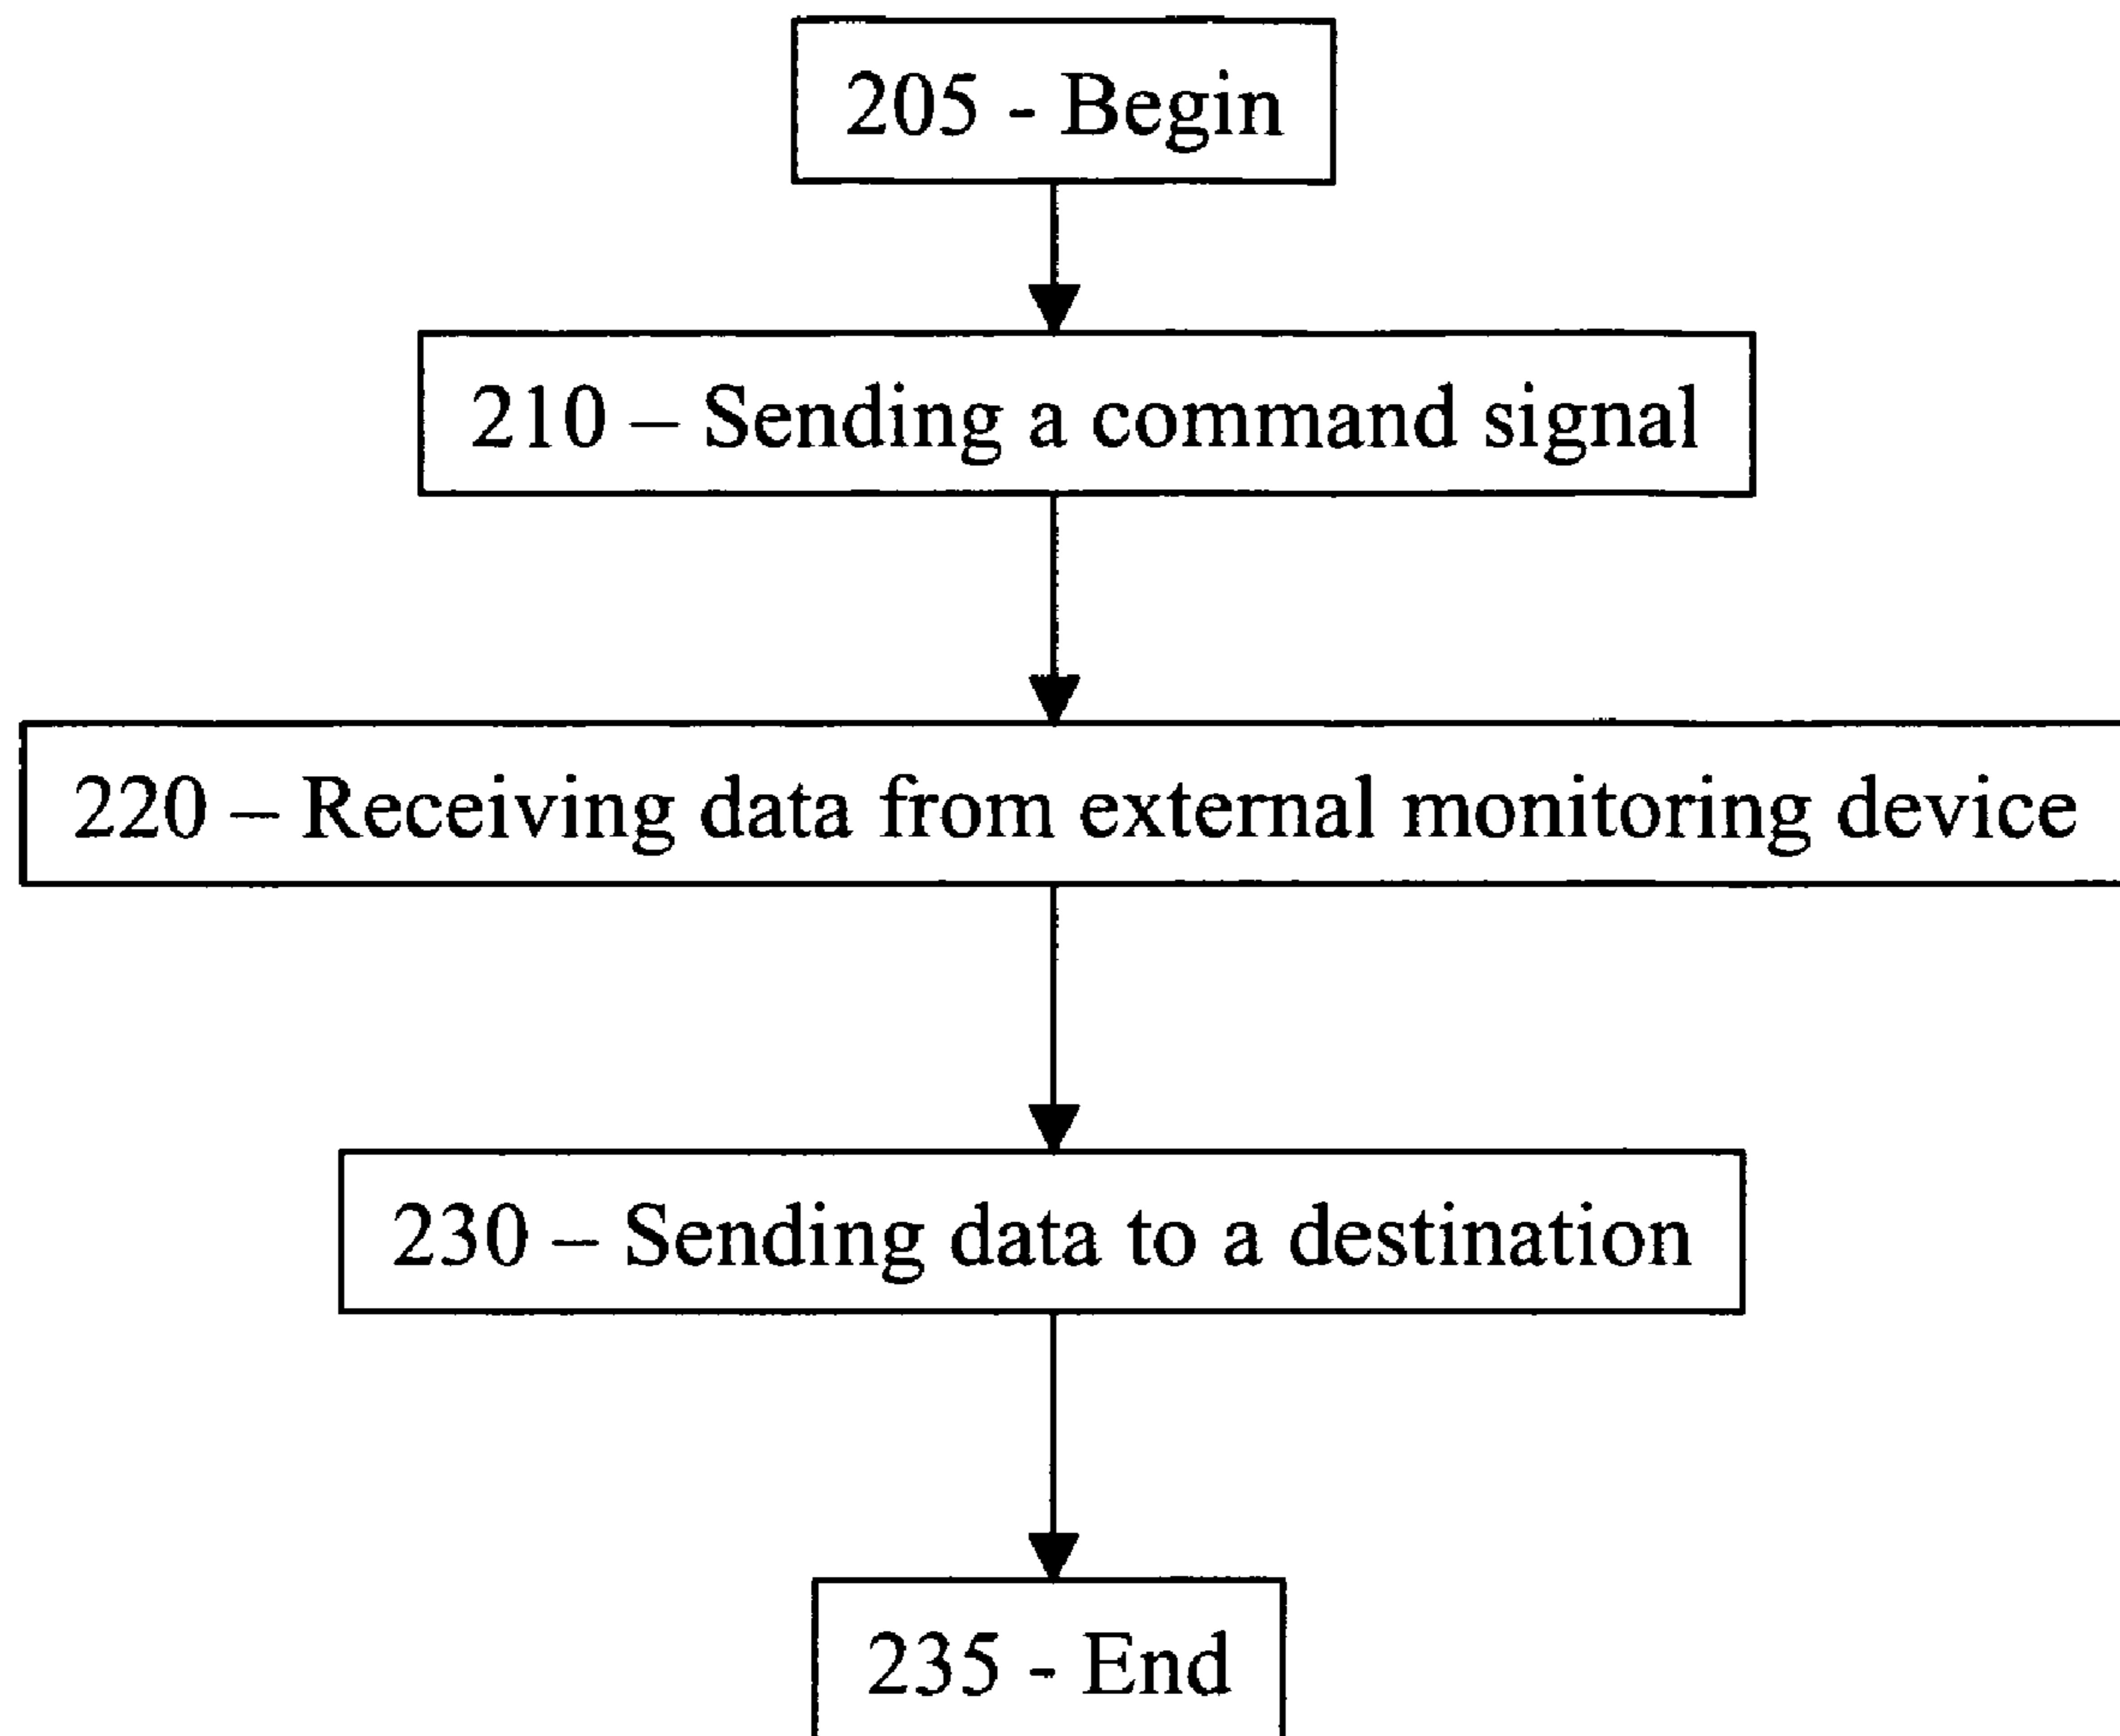 205 - Begin
210 – Sending a command signal
220 – Receiving data from external monitoring device
230 – Sending data to a destination
235 - End